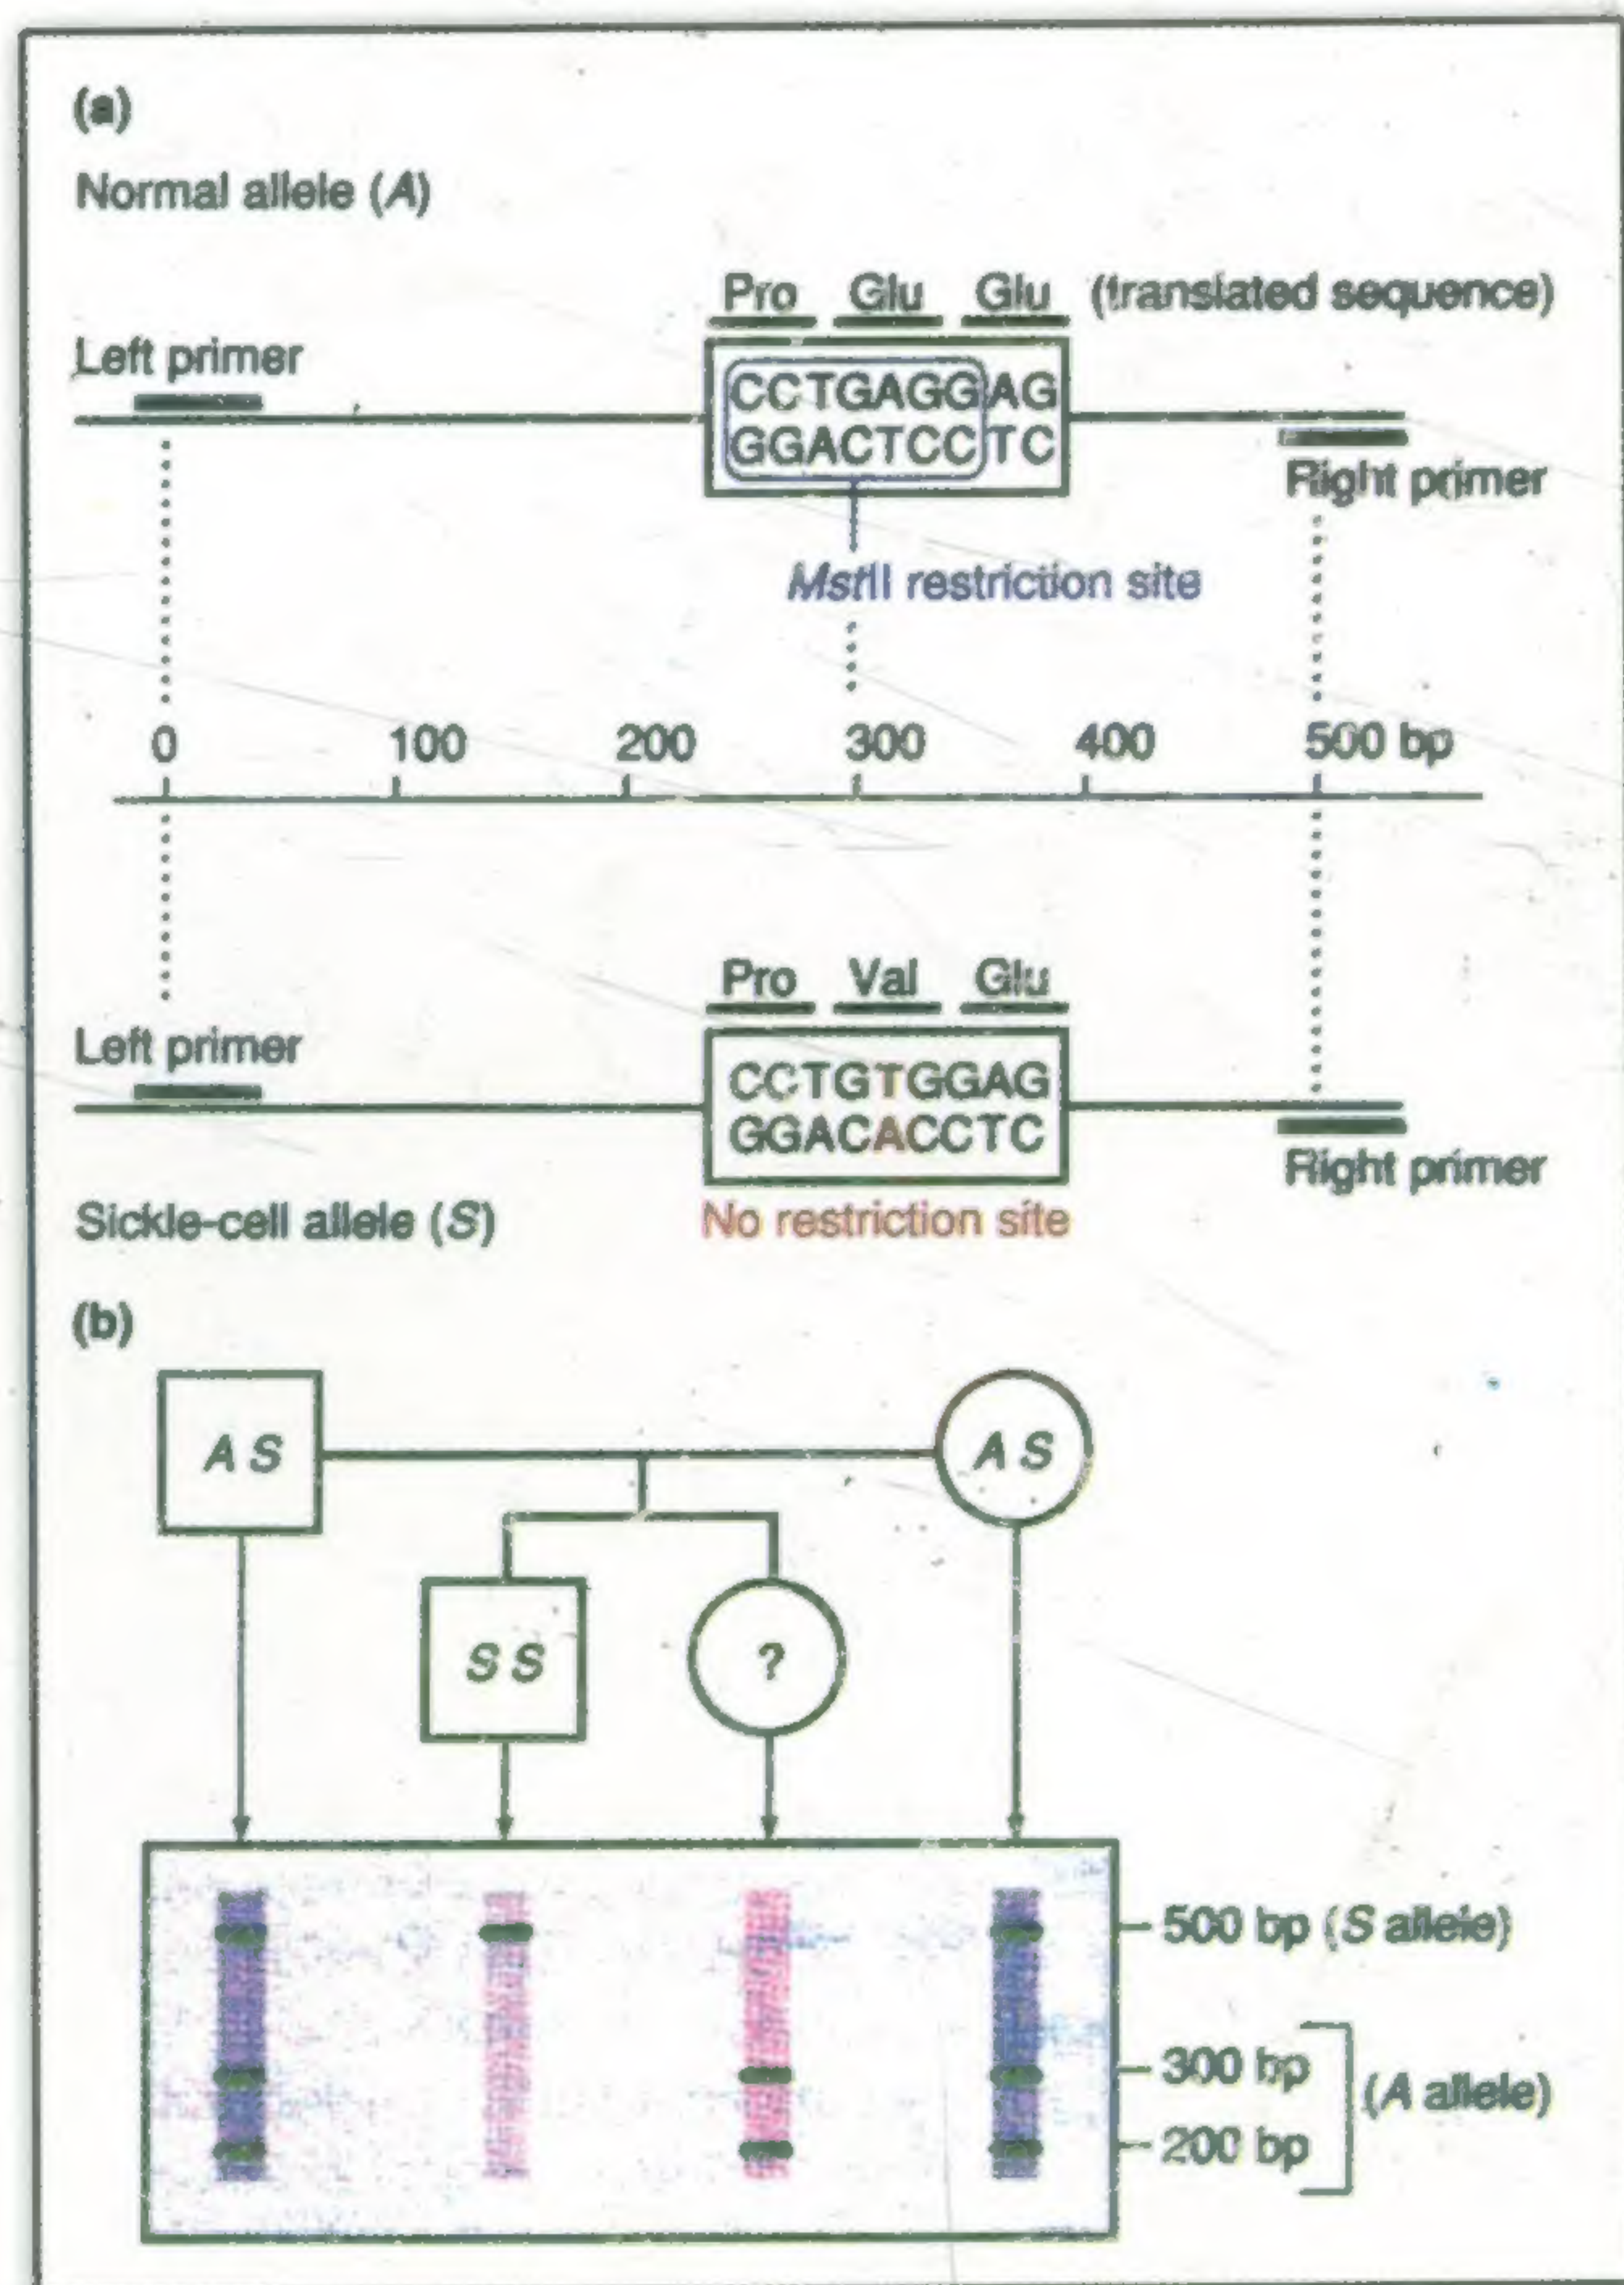 (a)
Normal allele (A)
Pro Glu Glu (translated sequence)
Left primer
CCTGAGGAG
GGACTCCTC
Right primer
MstII restriction site
0 100 200 300 400 500 bp
Pro Val Glu
Left primer
CCTGTGGAG
GGACACCTC
Right primer
Sickle-cell allele (S)
No restriction site
(b)
A S
A S
S S
?
500 bp (S allele)
300 bp
(A allele)
200 bp